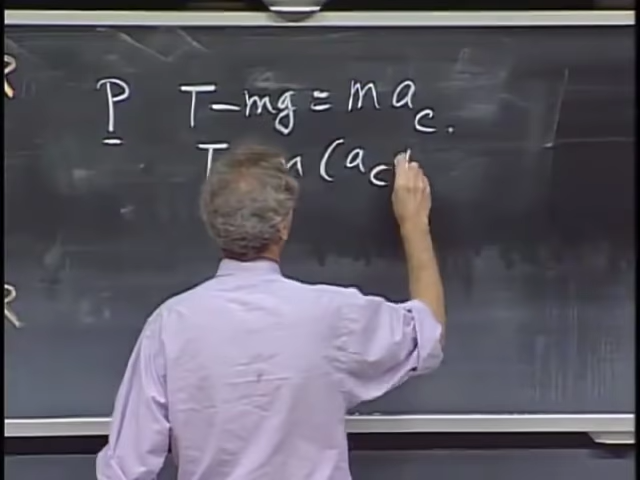 R
P T-mg = ma_c.
T m (a_c
R